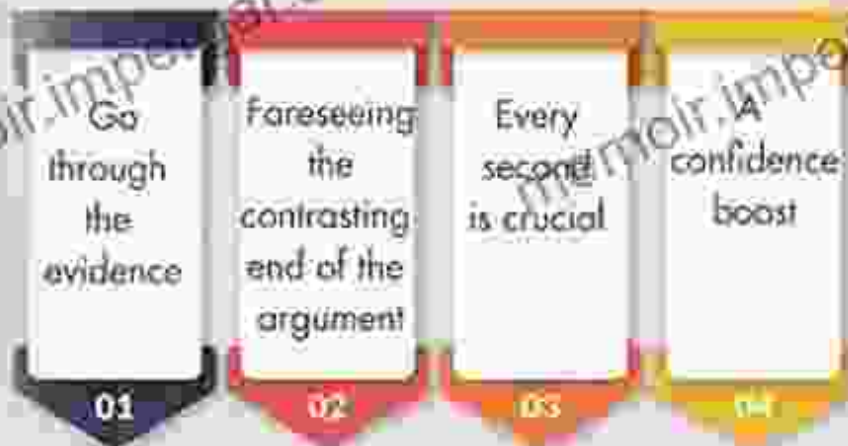 Go
through
the
evidence
01
Foreseeing
the
contrasting
end of the
argument
02
Every
second
is crucial
03
A
confidence
boost
04